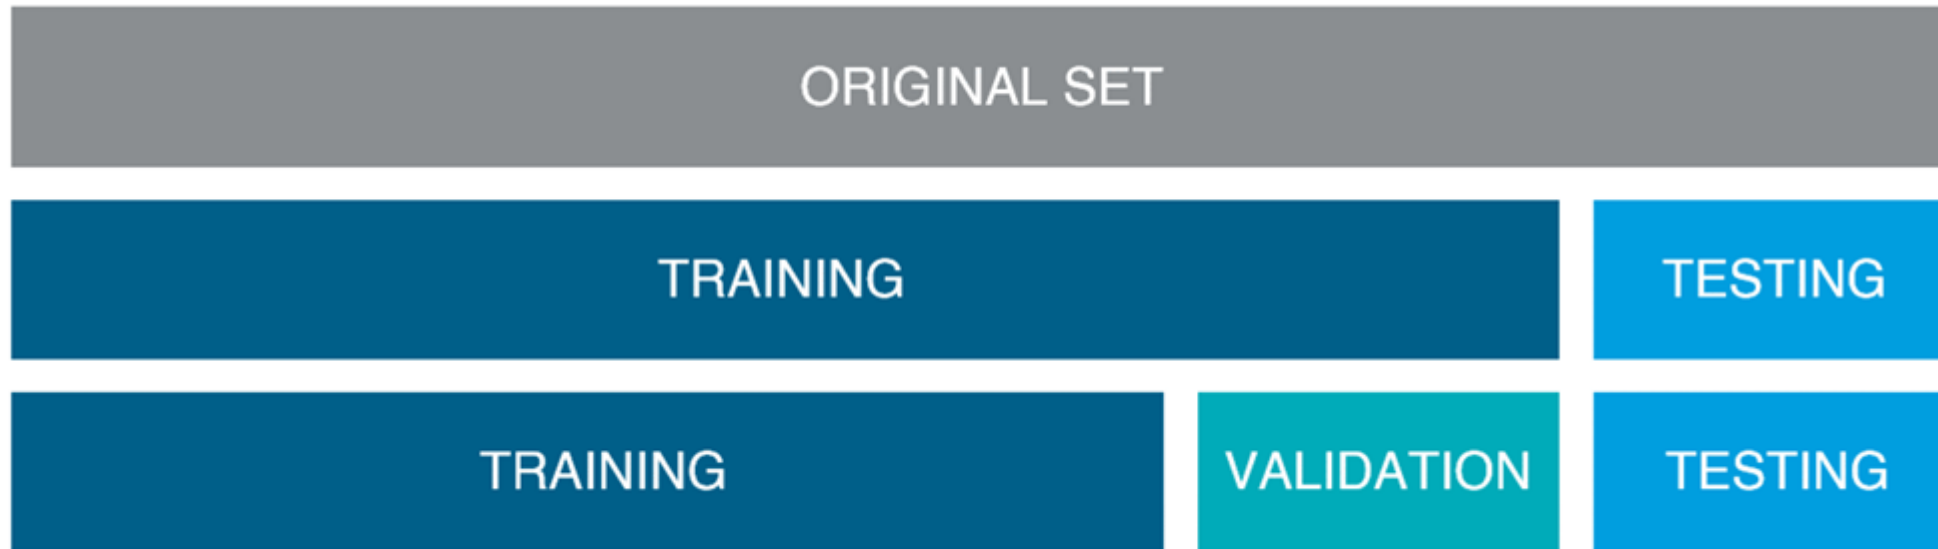 ORIGINAL SET
TRAINING
TESTING
TRAINING
VALIDATION
TESTING